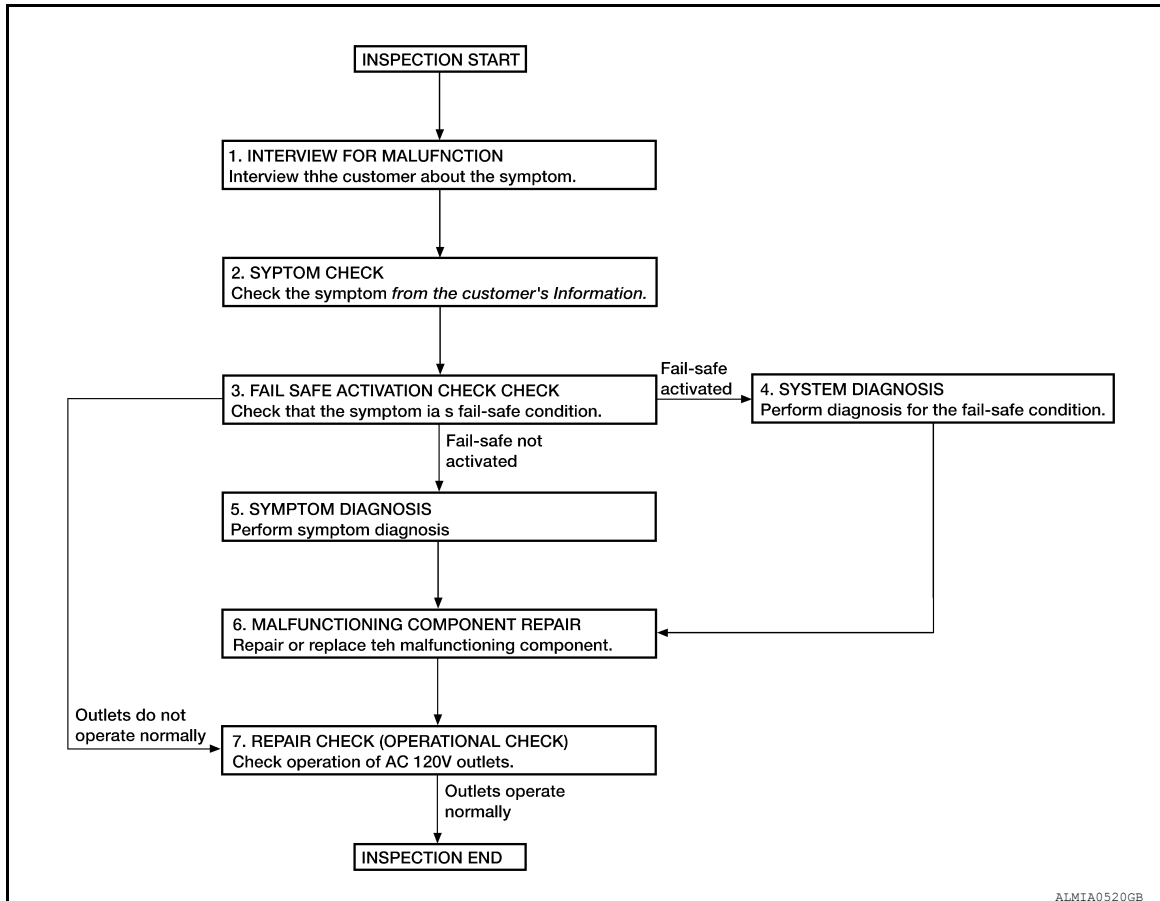 INSPECTION START
1. INTERVIEW FOR MALUFNCTION
Interview thhe customer about the symptom.
2. SYPTOM CHECK
Check the symptom from the customer's Information.
3. FAIL SAFE ACTIVATION CHECK CHECK
Check that the symptom ia s fail-safe condition.
Fail-safe
activated
4. SYSTEM DIAGNOSIS
Perform diagnosis for the fail-safe condition.
Fail-safe not
activated
5. SYMPTOM DIAGNOSIS
Perform symptom diagnosis
6. MALFUNCTIONING COMPONENT REPAIR
Repair or replace teh malfunctioning component.
Outlets do not
operate normally
7. REPAIR CHECK (OPERATIONAL CHECK)
Check operation of AC 120V outlets.
Outlets operate
normally
INSPECTION END
ALMIA0520GB